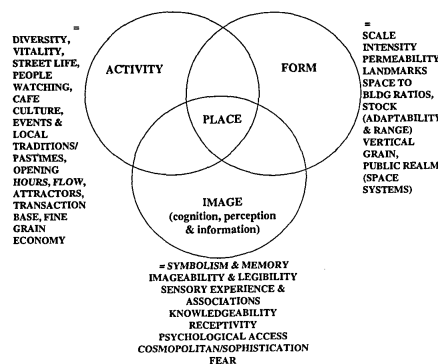 =
DIVERSITY,
VITALITY,
STREET LIFE,
PEOPLE
WATCHING,
CAFE
CULTURE,
EVENTS &
LOCAL
TRADITIONS/
PASTIMES,
OPENING
HOURS, FLOW,
ATTRACTORS,
TRANSACTION
BASE, FINE
GRAIN
ECONOMY
ACTIVITY
FORM
PLACE
IMAGE
(cognition, perception
& information)
=
SCALE
INTENSITY
PERMEABILITY
LANDMARKS
SPACE TO
BLDG RATIOS,
STOCK
(ADAPTABILITY
& RANGE)
VERTICAL
GRAIN,
PUBLIC REALM
(SPACE
SYSTEMS)
= SYMBOLISM & MEMORY
IMAGEABILITY & LEGIBILITY
SENSORY EXPERIENCE &
ASSOCIATIONS
KNOWLEDGEABILITY
RECEPTIVITY
PSYCHOLOGICAL ACCESS
COSMOPOLITAN/SOPHISTICATION
FEAR